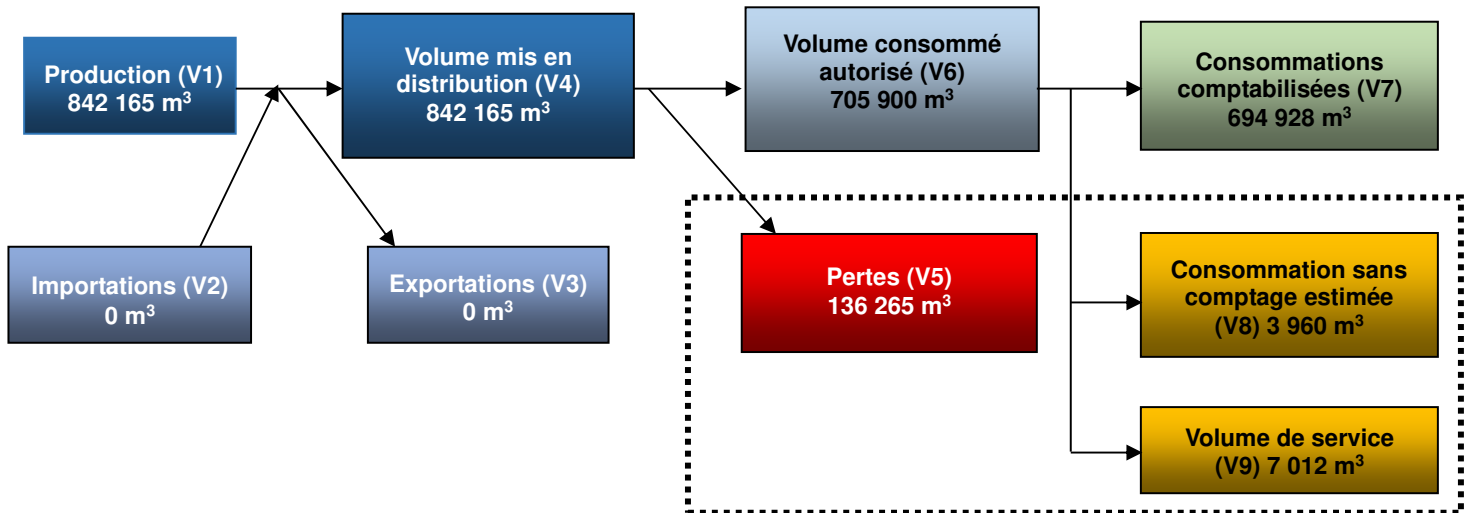 Production (V1)
842 165 m³
Volume mis en
distribution (V4)
842 165 m³
Volume consommé
autorisé (V6)
705 900 m³
Consommations
comptabilisées (V7)
694 928 m³
Importations (V2)
0 m³
Exportations (V3)
0 m³
Pertes (V5)
136 265 m³
Consommation sans
comptage estimée
(V8) 3 960 m³
Volume de service
(V9) 7 012 m³